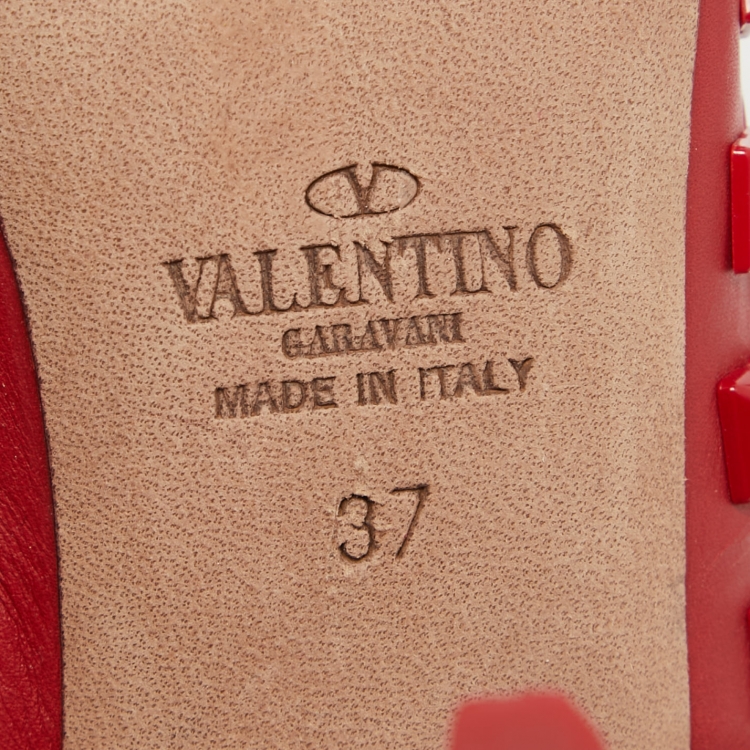 V
VALENTINO
GARAVANI
MADE IN ITALY
37